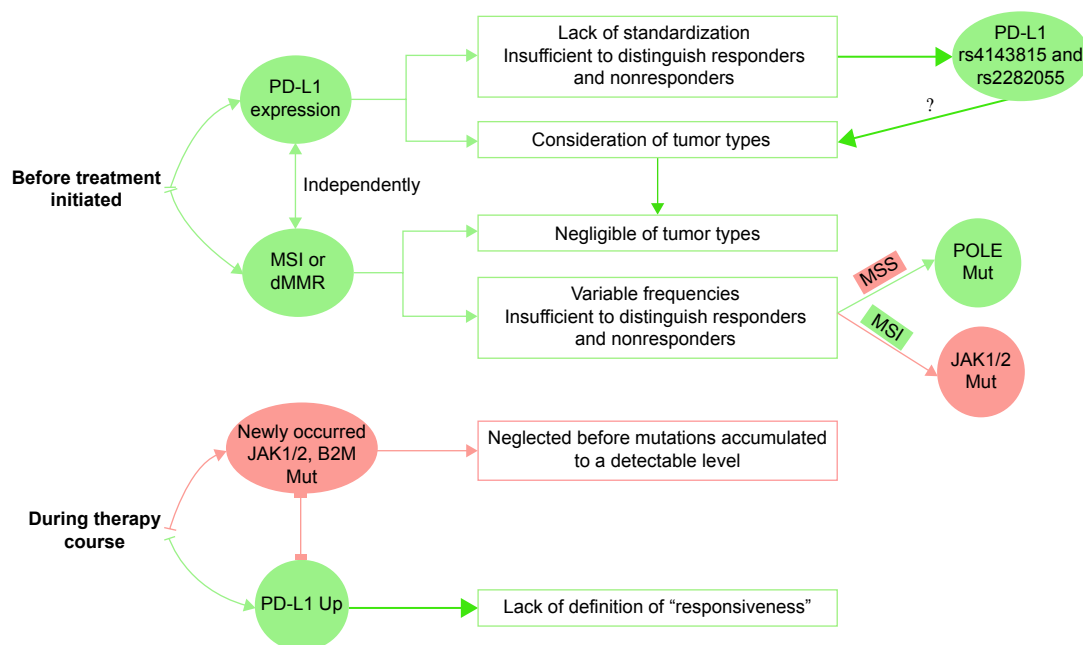 Lack of standardization
Insufficient to distinguish responders
and nonresponders
PD-L1
rs4143815 and
rs2282055
PD-L1
expression
?
Consideration of tumor types
Before treatment
initiated
Independently
Negligible of tumor types
MSI or
dMMR
MSS
POLE
Mut
Variable frequencies
Insufficient to distinguish responders
and nonresponders
MSI
JAK1/2
Mut
Newly occurred
JAK1/2, B2M
Mut
Neglected before mutations accumulated
to a detectable level
During therapy
course
PD-L1 Up
Lack of definition of “responsiveness”